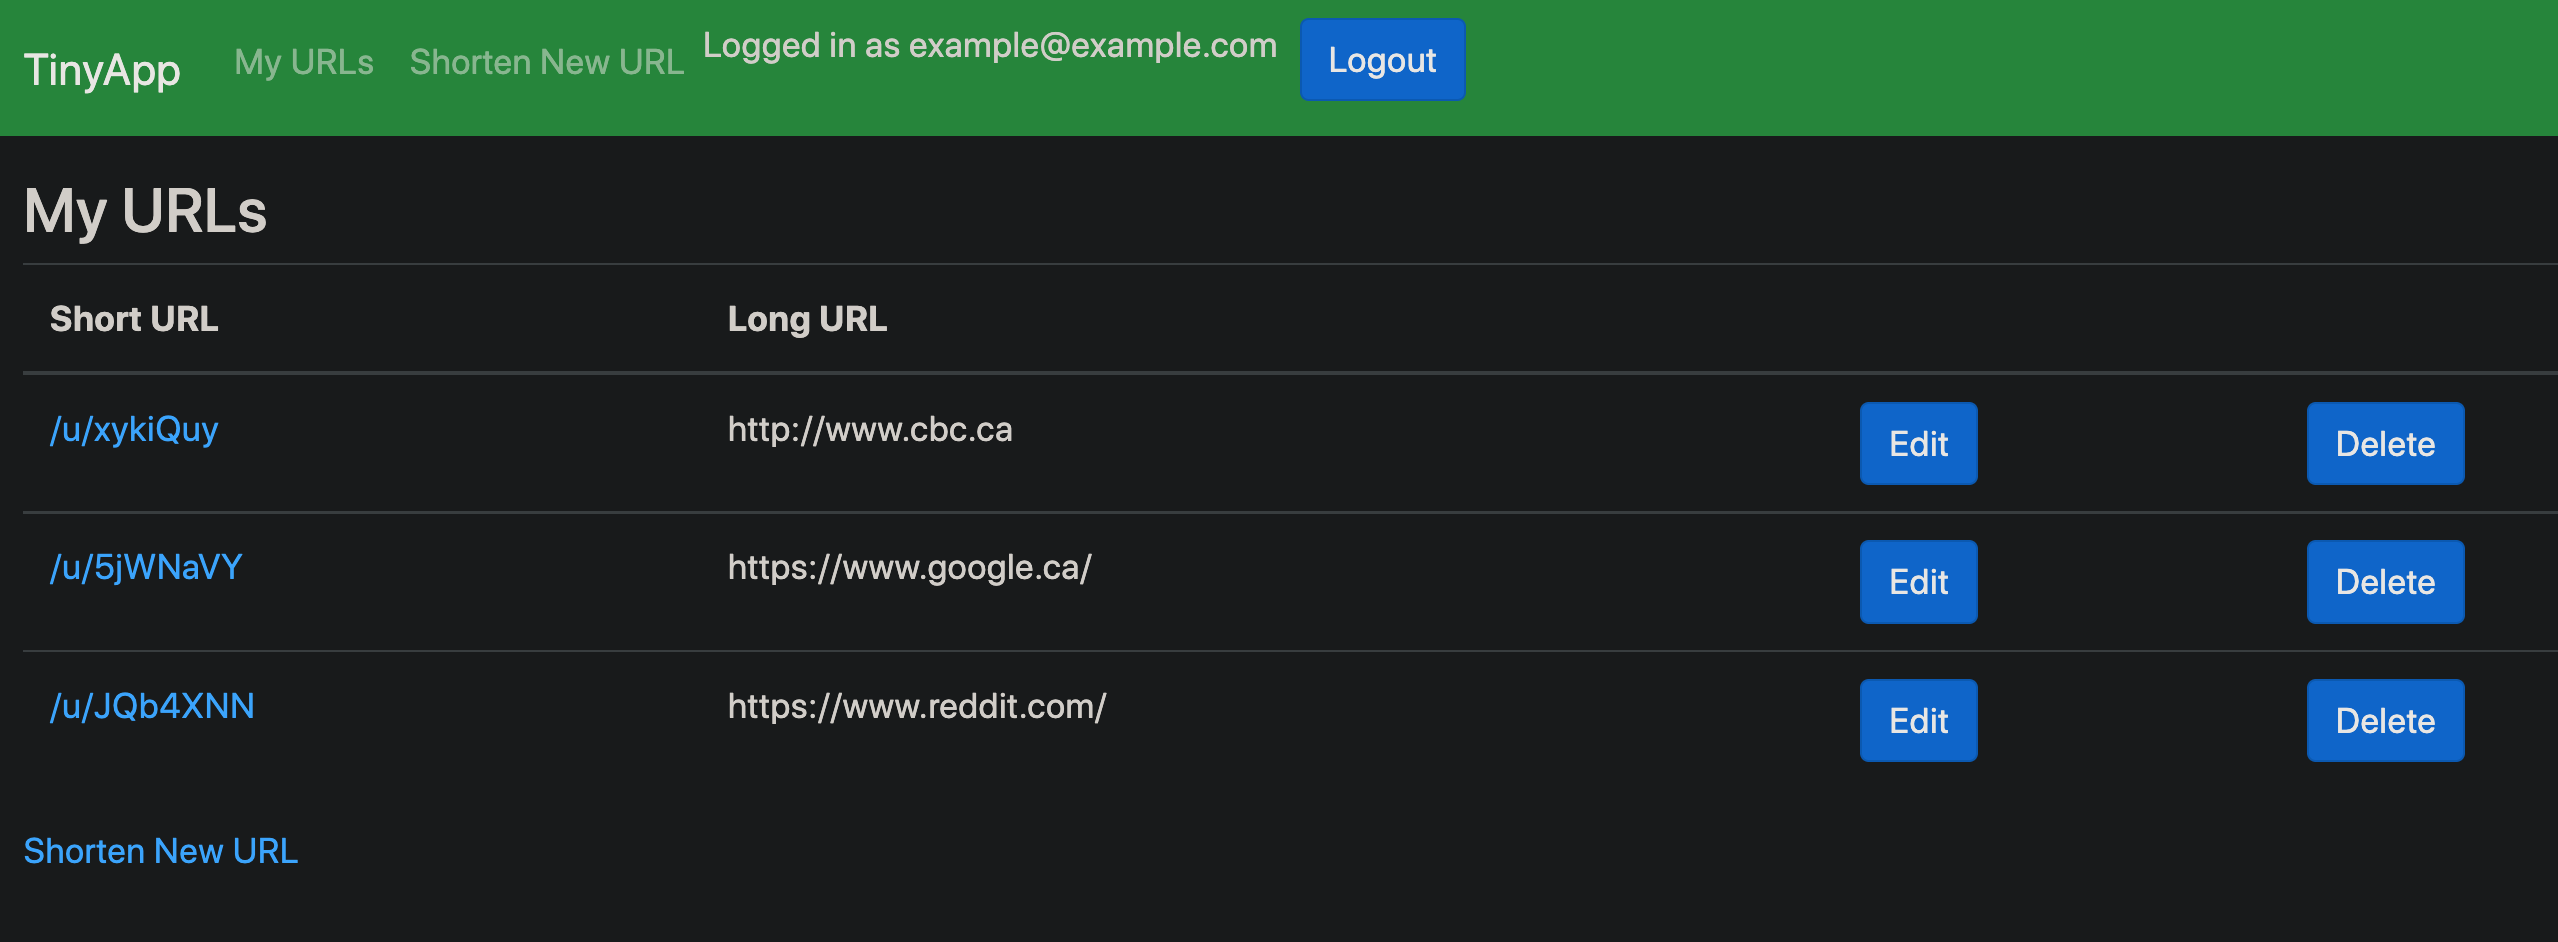 TinyApp My URLs Shorten New URL Logged in as example@example.com Logout
My URLs
Short URL Long URL
/u/xykiQuy http://www.cbc.ca Edit Delete
/u/5jWNaVY https://www.google.ca/ Edit Delete
/u/JQb4XNN https://www.reddit.com/ Edit Delete
Shorten New URL